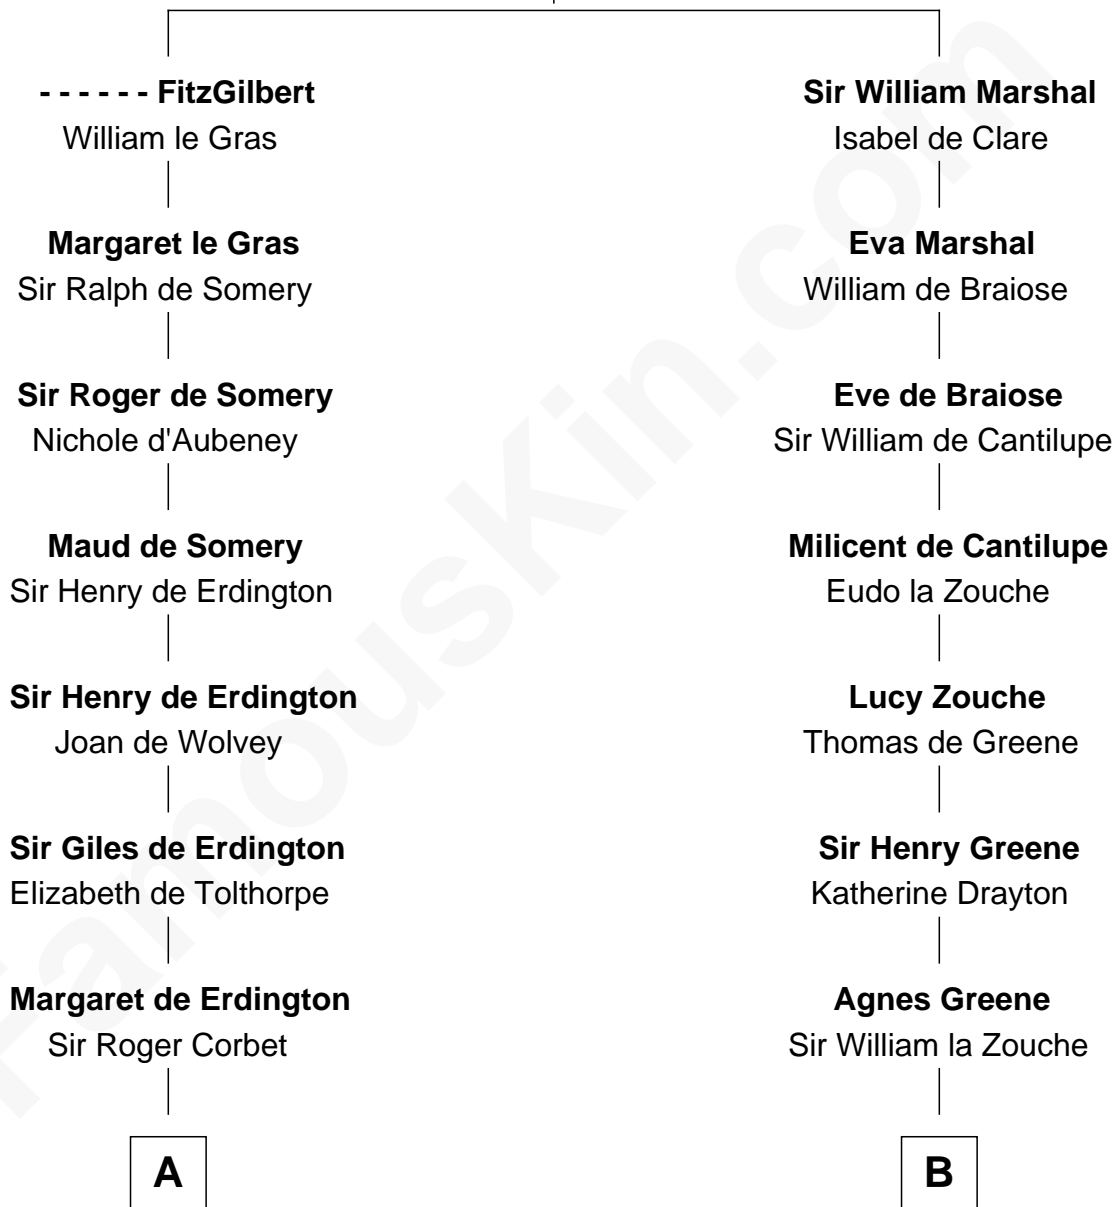 - - - - - - FitzGilbert
William le Gras
Margaret le Gras
Sir Ralph de Somery
Sir Roger de Somery
Nichole d'Aubeney
Maud de Somery
Sir Henry de Erdington
Sir Henry de Erdington
Joan de Wolvey
Sir Giles de Erdington
Elizabeth de Tolthorpe
Margaret de Erdington
Sir Roger Corbet
A
Sir William Marshal
Isabel de Clare
Eva Marshal
William de Braiose
Eve de Braiose
Sir William de Cantilupe
Milicent de Cantilupe
Eudo la Zouche
Lucy Zouche
Thomas de Greene
Sir Henry Greene
Katherine Drayton
Agnes Greene
Sir William la Zouche
B
FamousKin.com